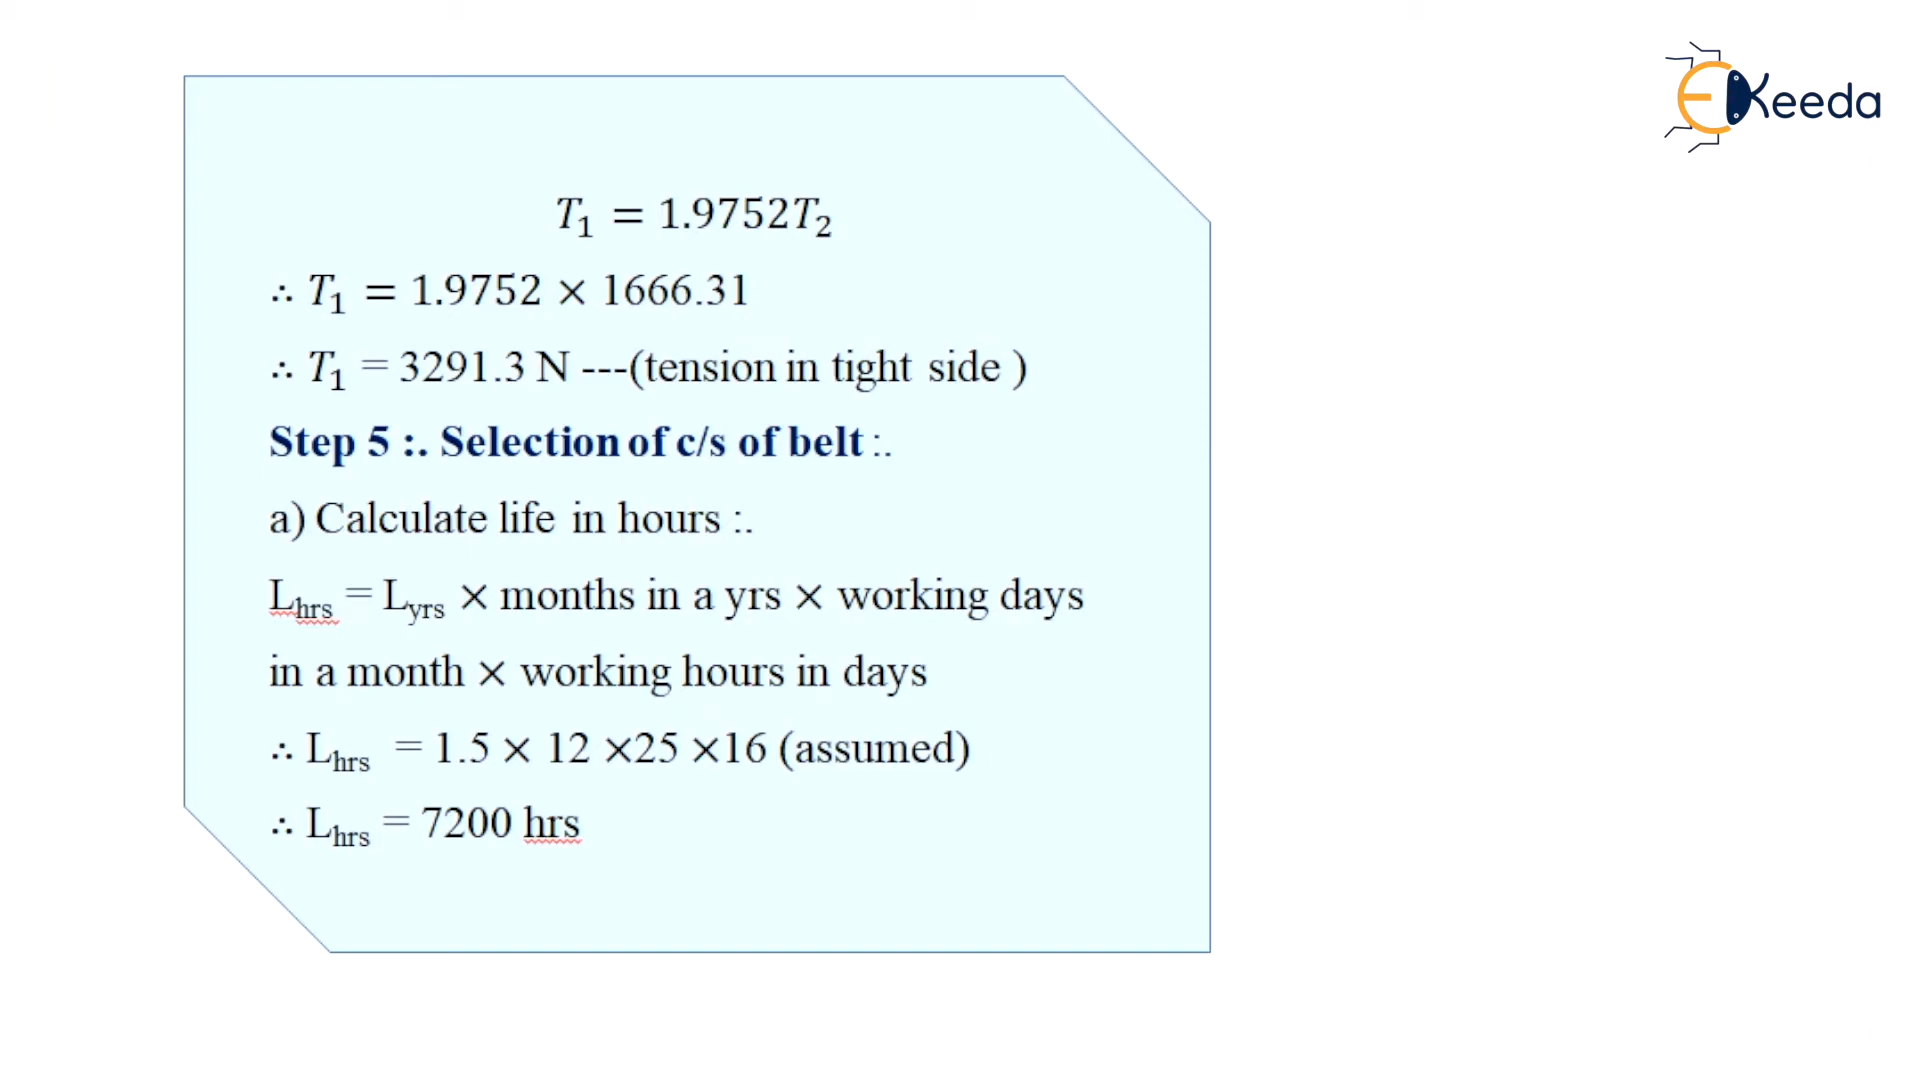 EKeeda
T₁ = 1.9752T₂
∴ T₁ = 1.9752 × 1666.31
∴ T₁ = 3291.3 N ---(tension in tight side )
Step 5 :. Selection of c/s of belt :.
a) Calculate life in hours :.
Lhrs = Lyrs × months in a yrs × working days
in a month × working hours in days
∴ Lhrs = 1.5 × 12 ×25 ×16 (assumed)
∴ Lhrs = 7200 hrs